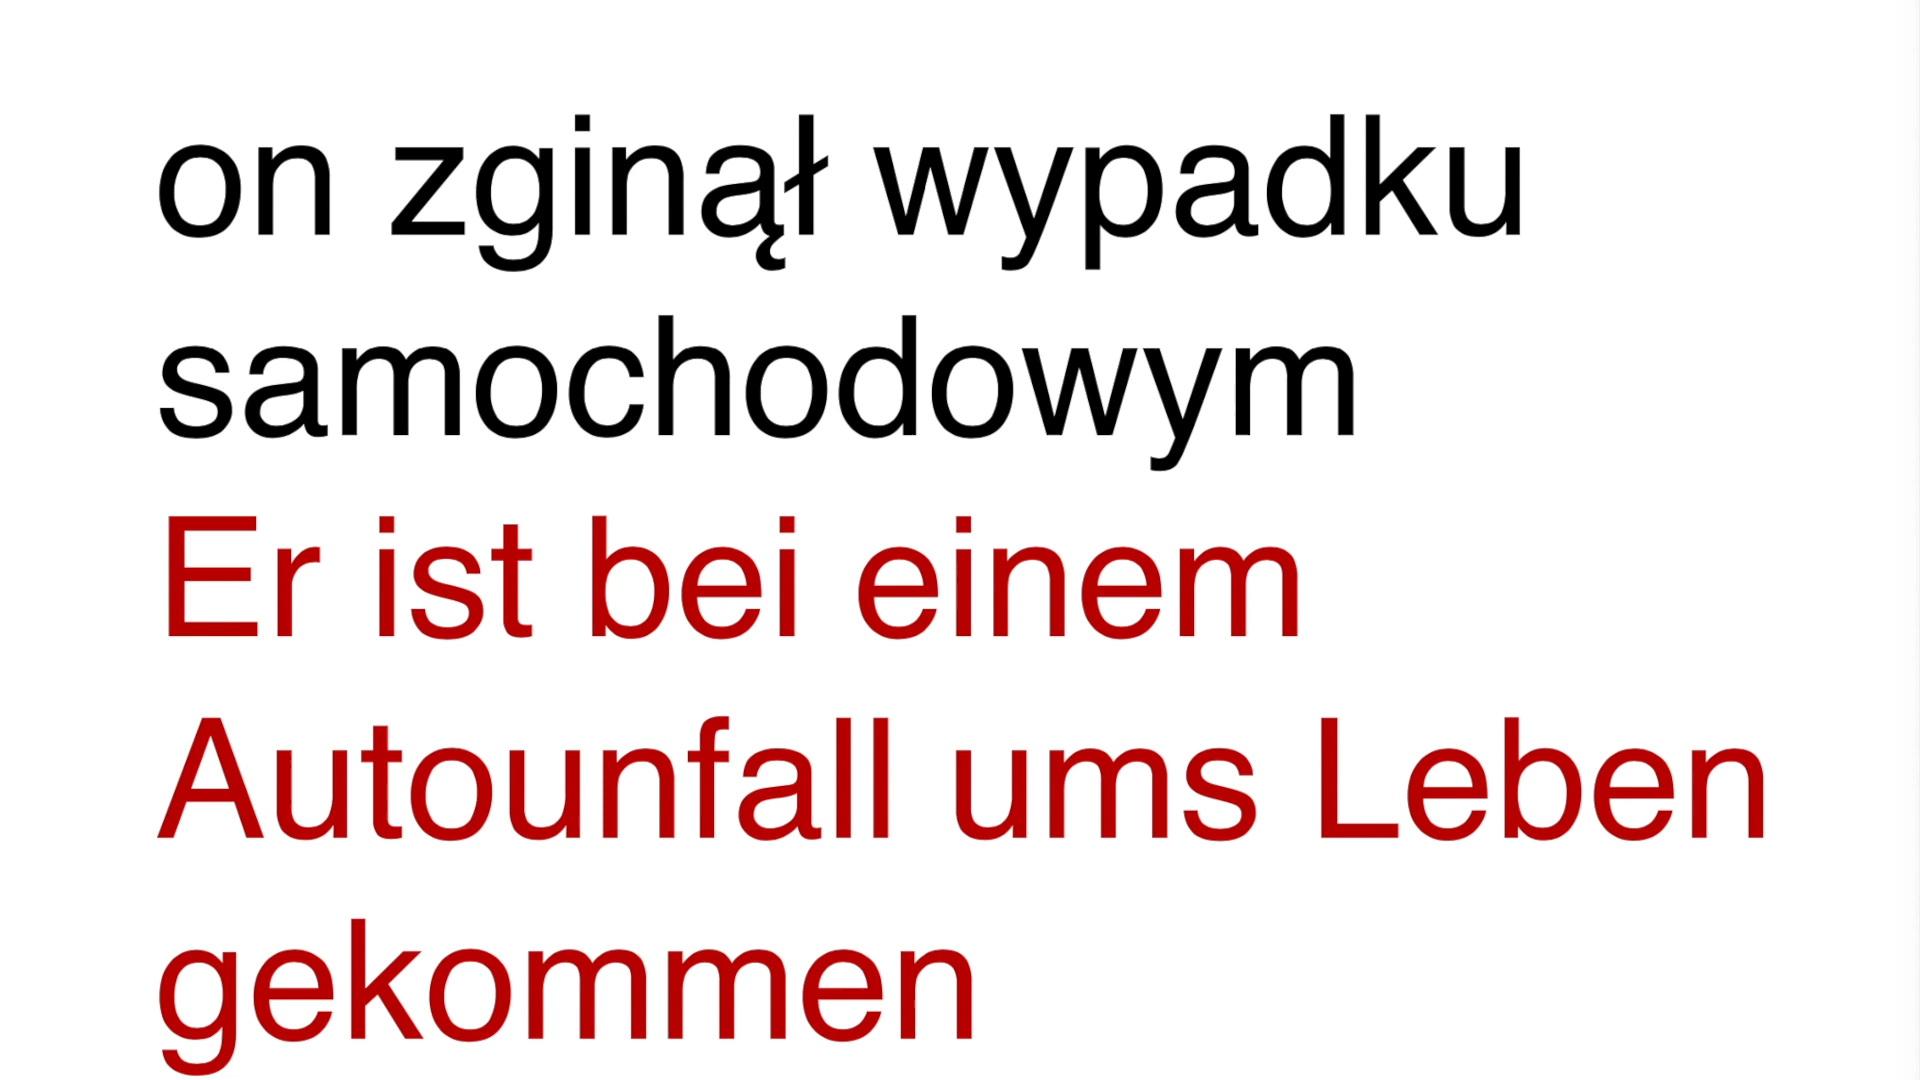 on zginął wypadku
samochodowym
Er ist bei einem
Autounfall ums Leben
gekommen